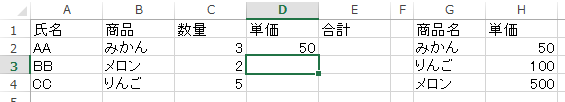 A B C D E F G H
1 氏名 商品 数量 単価 合計 商品名 単価
2 AA みかん 3 50 みかん 50
3 BB メロン 2 りんご 100
4 CC りんご 5 メロン 500